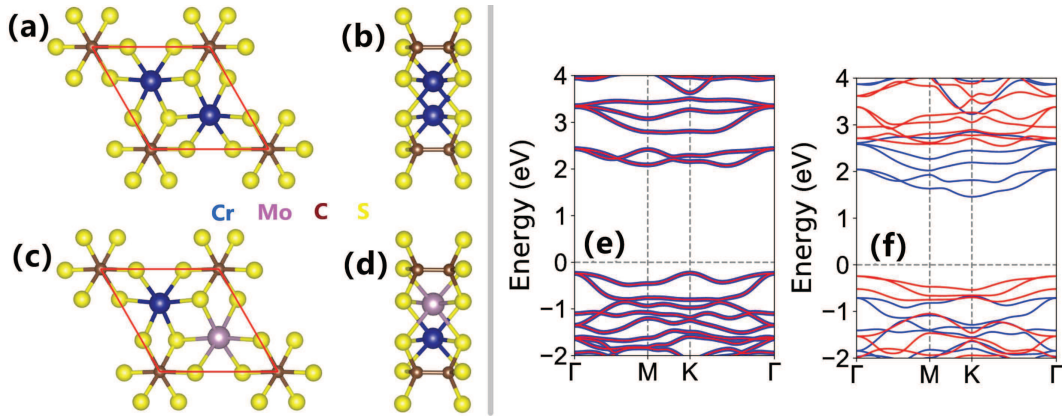 (a)
(b)
Cr Mo C S
(c)
(d)
Energy (eV)
4
3
2
1
0
−1
−2
(e)
Γ
M
K
Γ
Energy (eV)
4
3
2
1
0
−1
−2
(f)
Γ
M
K
Γ